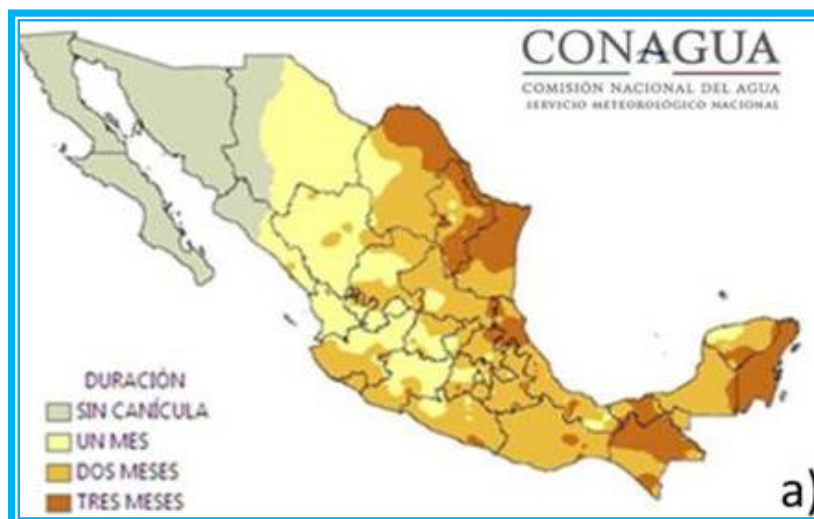 CONAGUA
COMISIÓN NACIONAL DEL AGUA
SERVICIO METEOROLÓGICO NACIONAL
DURACIÓN
SIN CANÍCULA
UN MES
DOS MESES
TRES MESES
a)